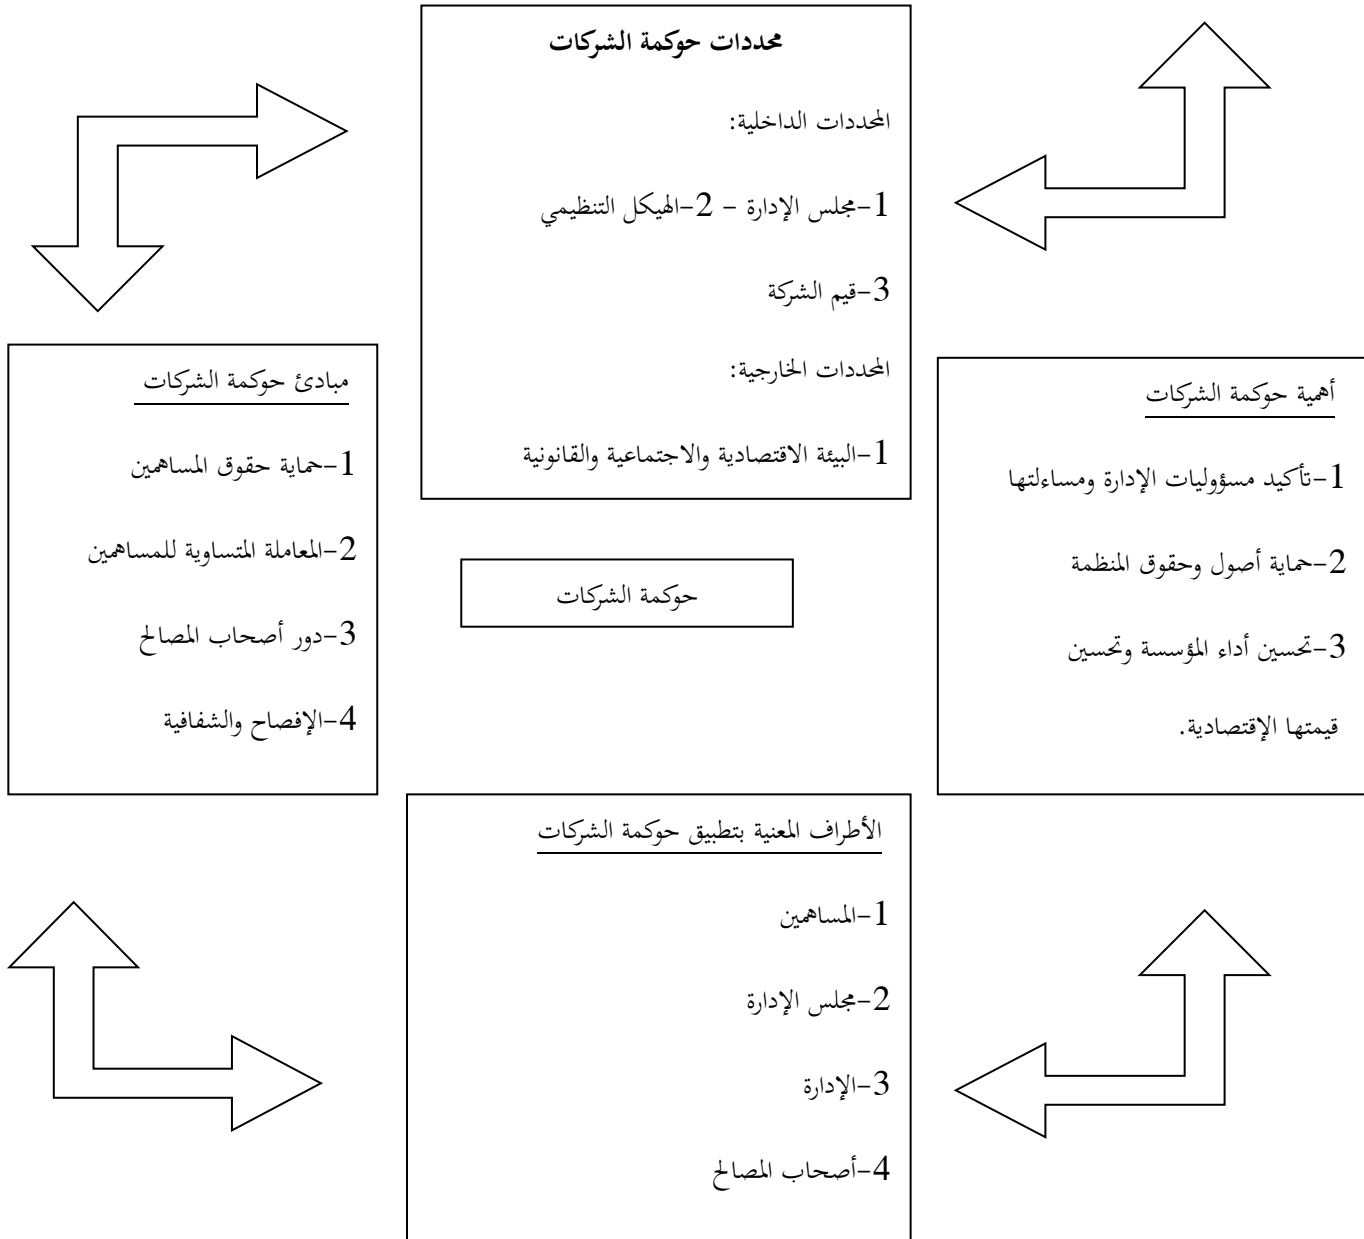 محددات حوكمة الشركات
المحددات الداخلية:
1-مجلس الإدارة - 2-الهيكل التنظيمي
3-قيم الشركة
المحددات الخارجية:
1-البيئة الاقتصادية والاجتماعية والقانونية
أهمية حوكمة الشركات
1-تأكيد مسؤوليات الإدارة ومساءلتها
2-حماية أصول وحقوق المنظمة
3-تحسين أداء المؤسسة وتحسين
قيمتها الإقتصادية.
حوكمة الشركات
مبادئ حوكمة الشركات
1-حماية حقوق المساهمين
2-المعاملة المتساوية للمساهمين
3-دور أصحاب المصالح
4-الإفصاح والشفافية
الأطراف المعنية بتطبيق حوكمة الشركات
1-المساهمين
2-مجلس الإدارة
3-الإدارة
4-أصحاب المصالح